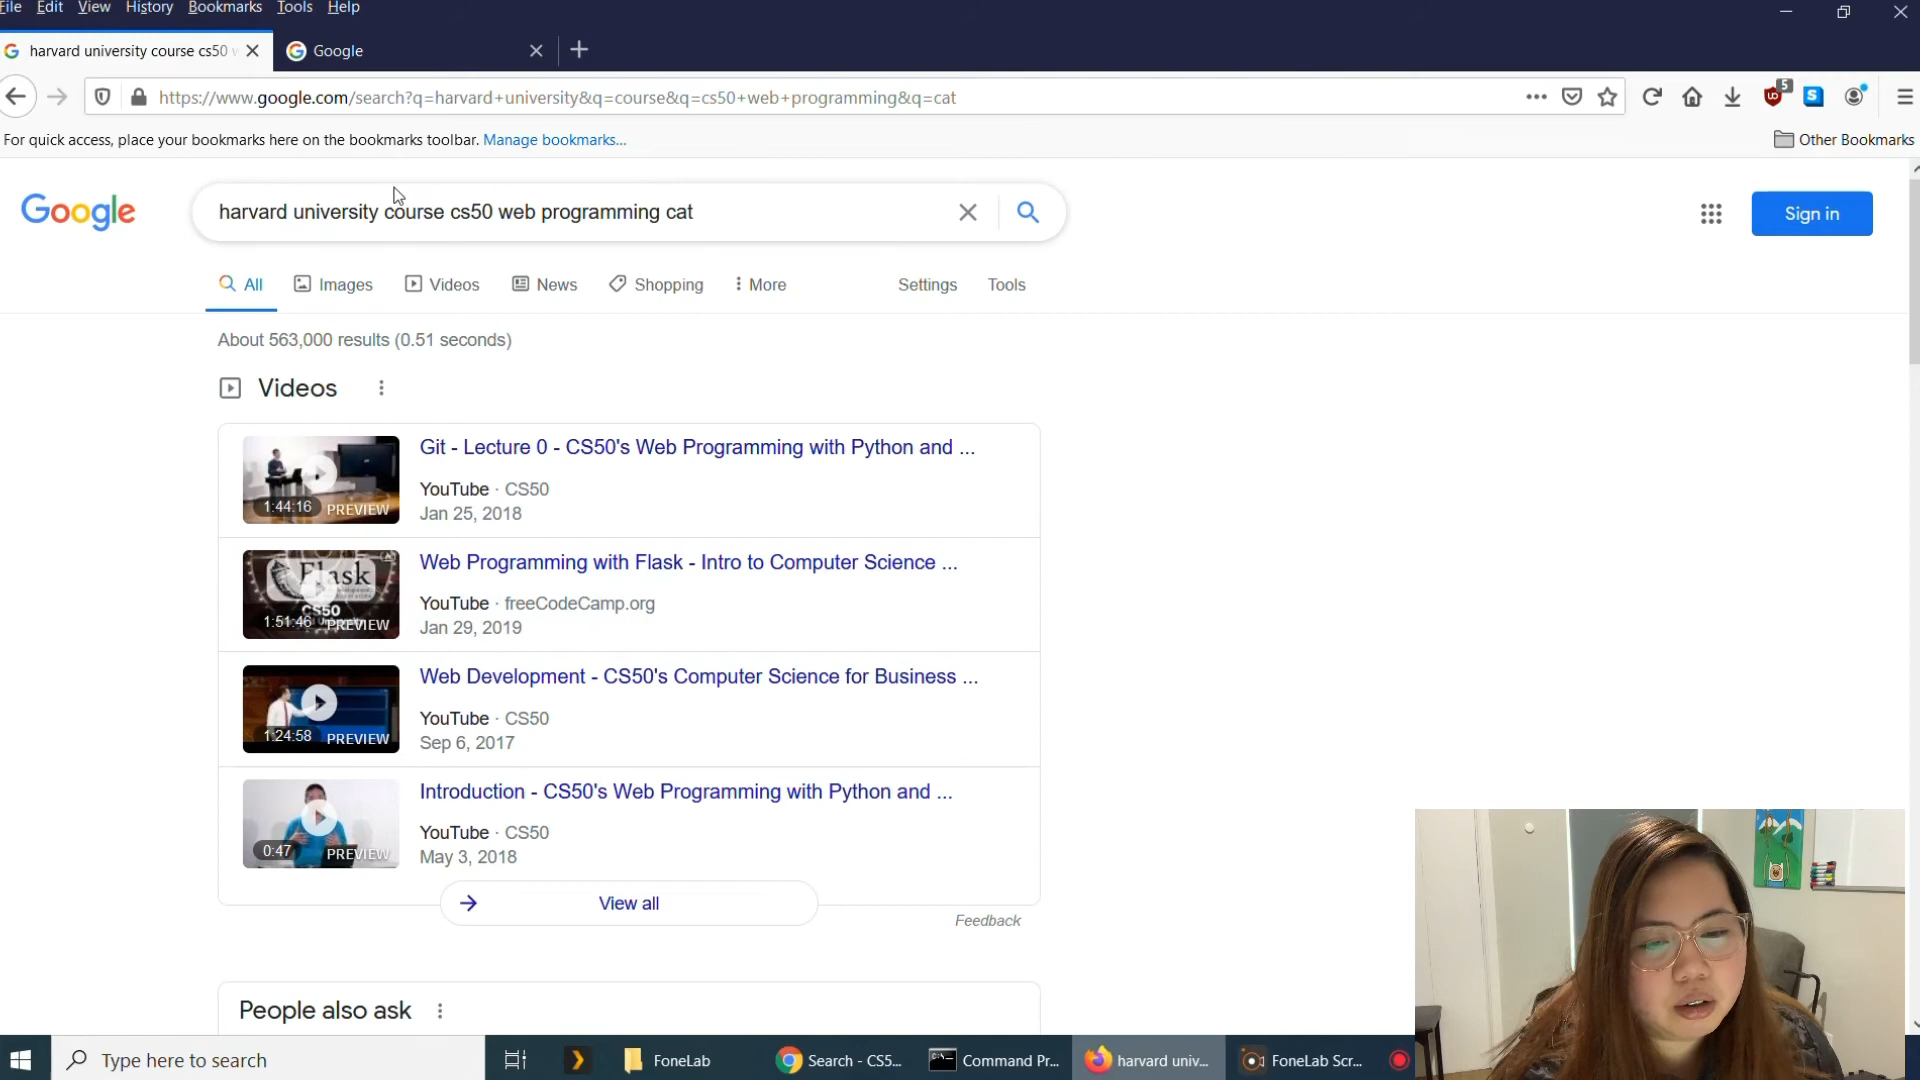 File Edit View History Bookmarks Tools Help
harvard university course cs50 w
Google
https://www.google.com/search?q=harvard+university&q=course&q=cs50+web+programming&q=cat
5
S
For quick access, place your bookmarks here on the bookmarks toolbar. Manage bookmarks...
Other Bookmarks
Google
harvard university course cs50 web programming cat
Sign in
All Images Videos News Shopping More Settings Tools
About 563,000 results (0.51 seconds)
Videos
Git - Lecture 0 - CS50's Web Programming with Python and ...
YouTube · CS50
Jan 25, 2018
1:44:16 PREVIEW
Web Programming with Flask - Intro to Computer Science ...
YouTube · freeCodeCamp.org
Jan 29, 2019
Flask
CS50
1:51:46 PREVIEW
Web Development - CS50's Computer Science for Business ...
YouTube · CS50
Sep 6, 2017
1:24:58 PREVIEW
Introduction - CS50's Web Programming with Python and ...
YouTube · CS50
May 3, 2018
0:47 PREVIEW
View all
Feedback
People also ask
Type here to search
FoneLab
Search - CS5...
Command Pr...
harvard univ...
FoneLab Scr...